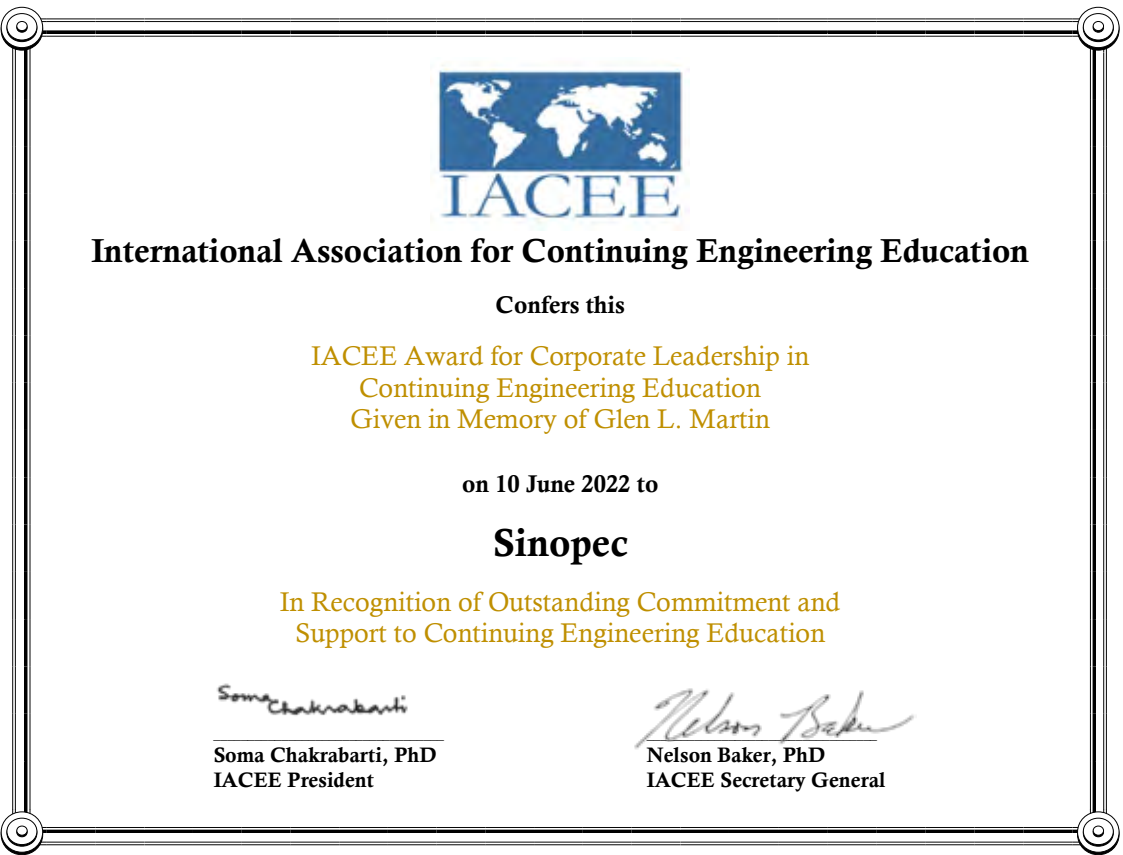 IACEE
International Association for Continuing Engineering Education
Confers this
IACEE Award for Corporate Leadership in
Continuing Engineering Education
Given in Memory of Glen L. Martin
on 10 June 2022 to
Sinopec
In Recognition of Outstanding Commitment and
Support to Continuing Engineering Education
Soma Chakrabarti
Nelson Baker
Soma Chakrabarti, PhD
Nelson Baker, PhD
IACEE President
IACEE Secretary General